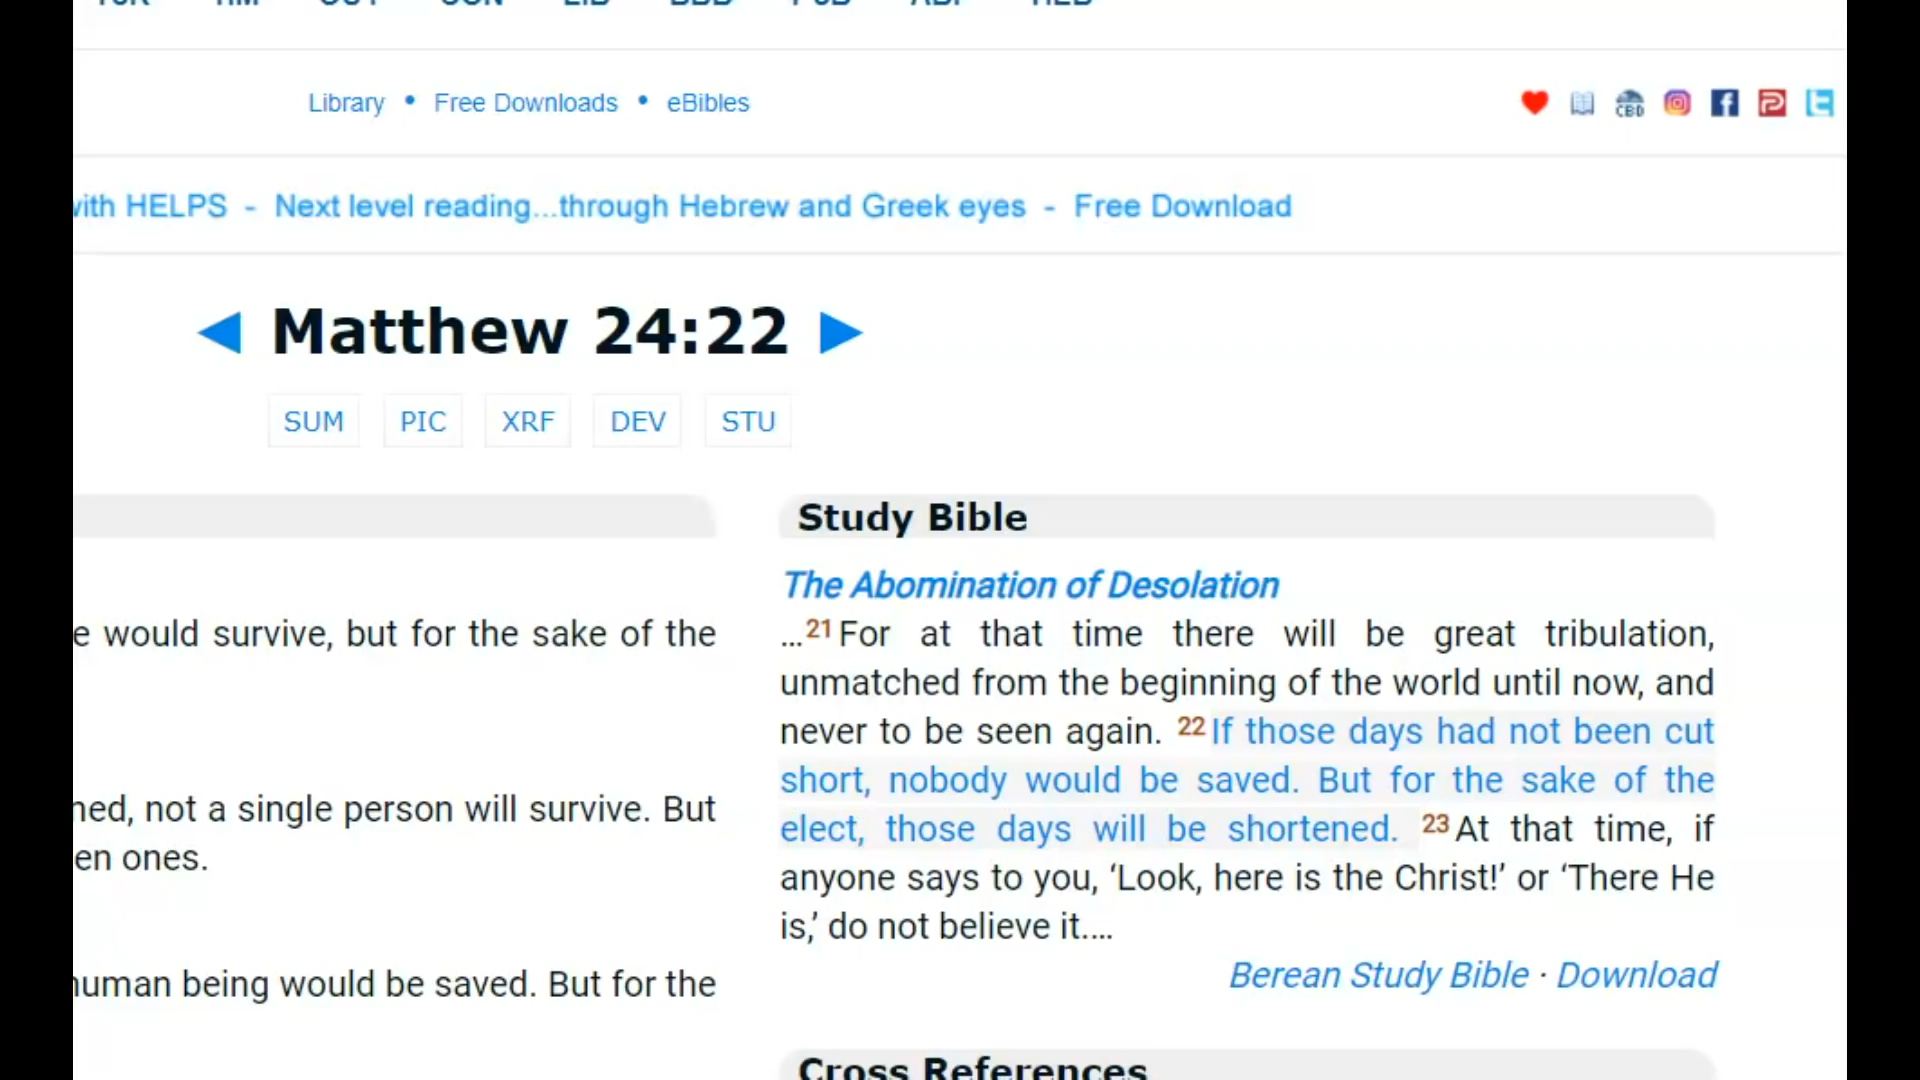 Library • Free Downloads • eBibles
CBD
with HELPS - Next level reading...through Hebrew and Greek eyes - Free Download
Matthew 24:22
SUM PIC XRF DEV STU
Study Bible
The Abomination of Desolation
e would survive, but for the sake of the
ned, not a single person will survive. But
en ones.
human being would be saved. But for the
...21 For at that time there will be great tribulation,
unmatched from the beginning of the world until now, and
never to be seen again. 22 If those days had not been cut
short, nobody would be saved. But for the sake of the
elect, those days will be shortened. 23 At that time, if
anyone says to you, ‘Look, here is the Christ!’ or ‘There He
is,’ do not believe it....
Berean Study Bible · Download
Cross References